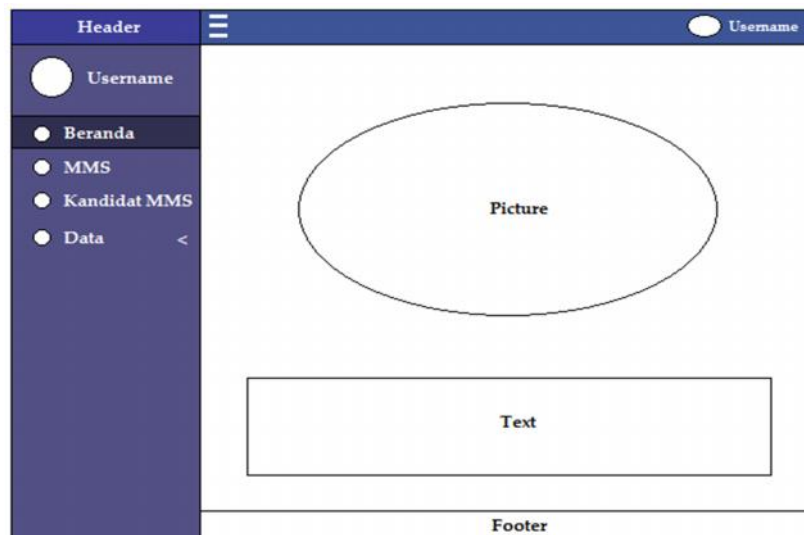 Header
Username
Username
Beranda
MMS
Kandidat MMS
Data <
Picture
Text
Footer